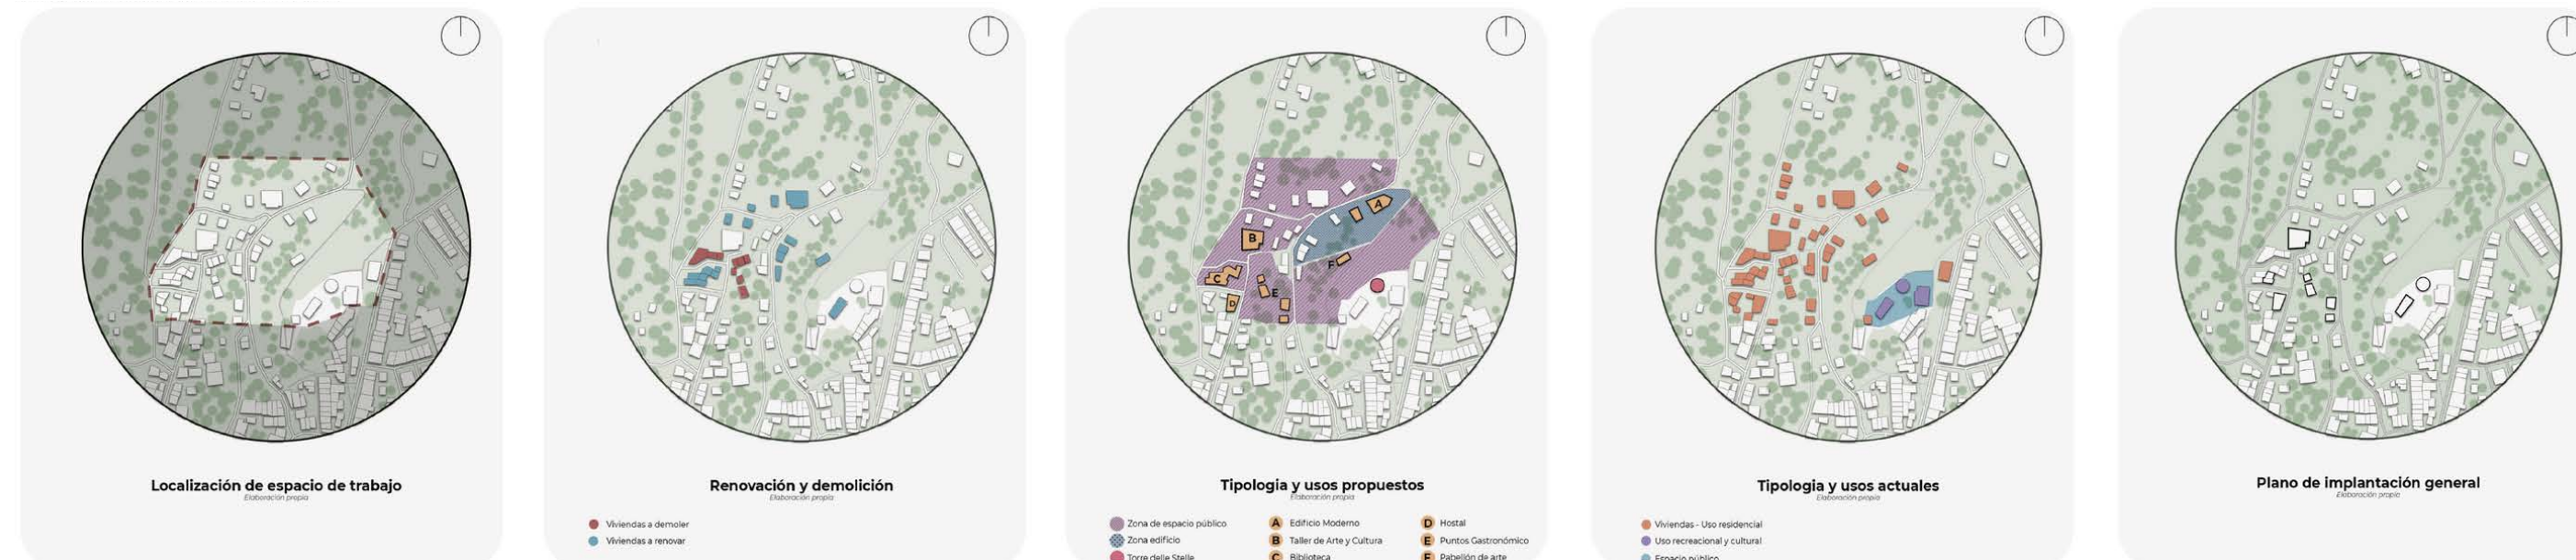 A
B
C
D
E
F
Localización de espacio de trabajo
Elaboración propia
Renovación y demolición
Elaboración propia
Viviendas a demoler
Viviendas a renovar
Tipologia y usos propuestos
Elaboración propia
Zona de espacio público
Zona edificio
Torre delle Stelle
A Edificio Moderno
B Taller de Arte y Cultura
C Biblioteca
D Hostal
E Puntos Gastronómico
F Pabellón de arte
Tipologia y usos actuales
Elaboración propia
Viviendas - Uso residencial
Uso recreacional y cultural
Espacio público
Plano de implantación general
Elaboración propia